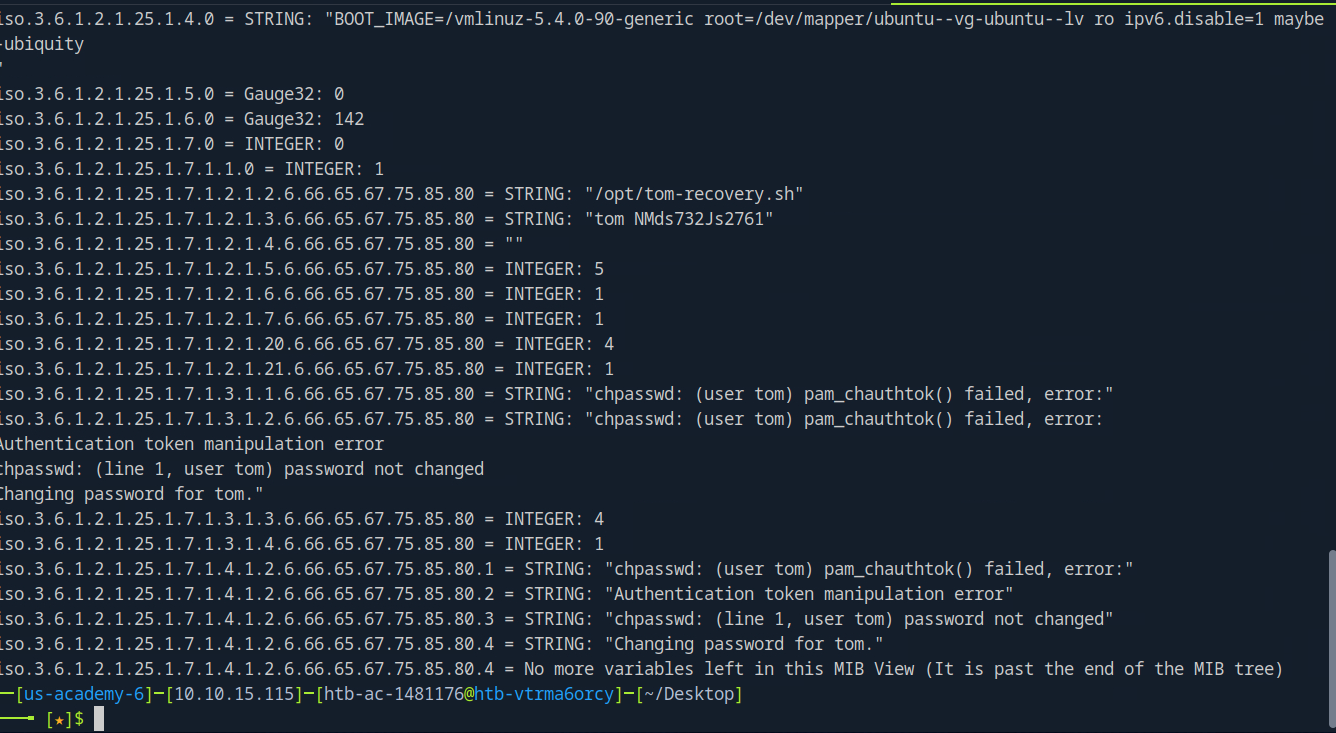 iso.3.6.1.2.1.25.1.4.0 = STRING: "BOOT_IMAGE=/vmlinuz-5.4.0-90-generic root=/dev/mapper/ubuntu--vg-ubuntu--lv ro ipv6.disable=1 maybe
-ubiquity
"
iso.3.6.1.2.1.25.1.5.0 = Gauge32: 0
iso.3.6.1.2.1.25.1.6.0 = Gauge32: 142
iso.3.6.1.2.1.25.1.7.0 = INTEGER: 0
iso.3.6.1.2.1.25.1.7.1.1.0 = INTEGER: 1
iso.3.6.1.2.1.25.1.7.1.2.1.2.6.66.65.67.75.85.80 = STRING: "/opt/tom-recovery.sh"
iso.3.6.1.2.1.25.1.7.1.2.1.3.6.66.65.67.75.85.80 = STRING: "tom NMds732Js2761"
iso.3.6.1.2.1.25.1.7.1.2.1.4.6.66.65.67.75.85.80 = ""
iso.3.6.1.2.1.25.1.7.1.2.1.5.6.66.65.67.75.85.80 = INTEGER: 5
iso.3.6.1.2.1.25.1.7.1.2.1.6.6.66.65.67.75.85.80 = INTEGER: 1
iso.3.6.1.2.1.25.1.7.1.2.1.7.6.66.65.67.75.85.80 = INTEGER: 1
iso.3.6.1.2.1.25.1.7.1.2.1.20.6.66.65.67.75.85.80 = INTEGER: 4
iso.3.6.1.2.1.25.1.7.1.2.1.21.6.66.65.67.75.85.80 = INTEGER: 1
iso.3.6.1.2.1.25.1.7.1.3.1.1.6.66.65.67.75.85.80 = STRING: "chpasswd: (user tom) pam_chauthtok() failed, error:"
iso.3.6.1.2.1.25.1.7.1.3.1.2.6.66.65.67.75.85.80 = STRING: "chpasswd: (user tom) pam_chauthtok() failed, error:
Authentication token manipulation error
chpasswd: (line 1, user tom) password not changed
Changing password for tom."
iso.3.6.1.2.1.25.1.7.1.3.1.3.6.66.65.67.75.85.80 = INTEGER: 4
iso.3.6.1.2.1.25.1.7.1.3.1.4.6.66.65.67.75.85.80 = INTEGER: 1
iso.3.6.1.2.1.25.1.7.1.4.1.2.6.66.65.67.75.85.80.1 = STRING: "chpasswd: (user tom) pam_chauthtok() failed, error:"
iso.3.6.1.2.1.25.1.7.1.4.1.2.6.66.65.67.75.85.80.2 = STRING: "Authentication token manipulation error"
iso.3.6.1.2.1.25.1.7.1.4.1.2.6.66.65.67.75.85.80.3 = STRING: "chpasswd: (line 1, user tom) password not changed"
iso.3.6.1.2.1.25.1.7.1.4.1.2.6.66.65.67.75.85.80.4 = STRING: "Changing password for tom."
iso.3.6.1.2.1.25.1.7.1.4.1.2.6.66.65.67.75.85.80.4 = No more variables left in this MIB View (It is past the end of the MIB tree)
─[us-academy-6]─[10.10.15.115]─[htb-ac-1481176@htb-vtrma6orcy]─[~/Desktop]
──╼ [★]$